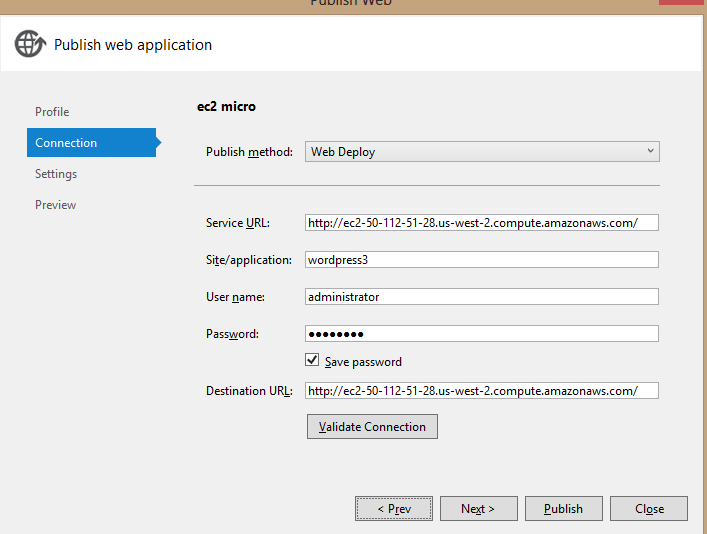 Publish Web
Publish web application
Profile
Connection
Settings
Preview
ec2 micro
Publish method: Web Deploy
Service URL: http://ec2-50-112-51-28.us-west-2.compute.amazonaws.com/
Site/application: wordpress3
User name: administrator
Password: ●●●●●●●●
Save password
Destination URL: http://ec2-50-112-51-28.us-west-2.compute.amazonaws.com/
Validate Connection
< Prev Next > Publish Close